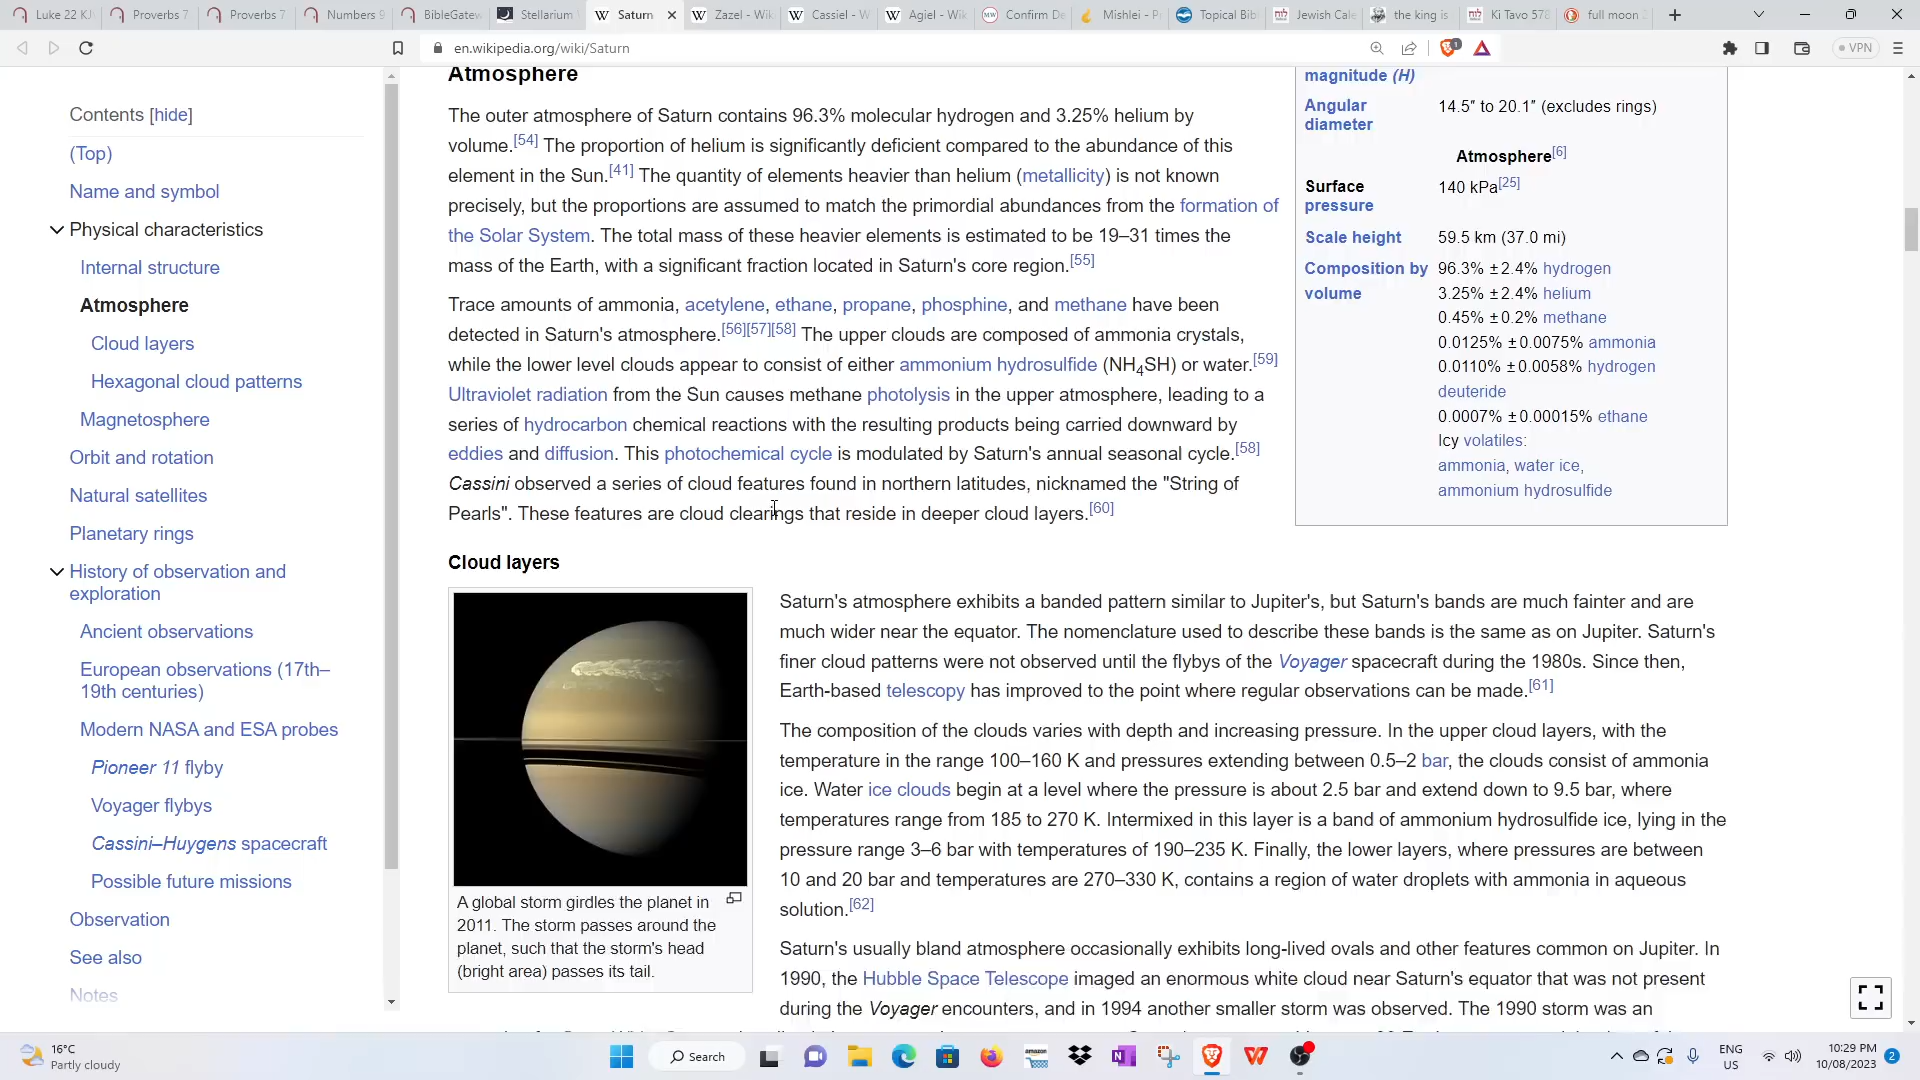 Luke 22 KJ
Proverbs 7
Proverbs 7
Numbers 9
BibleGatew
Stellarium
Saturn
Zazel - Wik
Cassiel - W
Agiel - Wik
Confirm De
Mishlei - P
Topical Bib
Jewish Cale
the king is
Ki Tavo 578
full moon
en.wikipedia.org/wiki/Saturn
VPN
Contents [hide]
(Top)
Name and symbol
Physical characteristics
Internal structure
Atmosphere
Cloud layers
Hexagonal cloud patterns
Magnetosphere
Orbit and rotation
Natural satellites
Planetary rings
History of observation and
exploration
Ancient observations
European observations (17th–
19th centuries)
Modern NASA and ESA probes
Pioneer 11 flyby
Voyager flybys
Cassini–Huygens spacecraft
Possible future missions
Observation
See also
Notes
Atmosphere
The outer atmosphere of Saturn contains 96.3% molecular hydrogen and 3.25% helium by
volume.[54] The proportion of helium is significantly deficient compared to the abundance of this
element in the Sun.[41] The quantity of elements heavier than helium (metallicity) is not known
precisely, but the proportions are assumed to match the primordial abundances from the formation of
the Solar System. The total mass of these heavier elements is estimated to be 19–31 times the
mass of the Earth, with a significant fraction located in Saturn's core region.[55]
Trace amounts of ammonia, acetylene, ethane, propane, phosphine, and methane have been
detected in Saturn's atmosphere.[56][57][58] The upper clouds are composed of ammonia crystals,
while the lower level clouds appear to consist of either ammonium hydrosulfide (NH4SH) or water.[59]
Ultraviolet radiation from the Sun causes methane photolysis in the upper atmosphere, leading to a
series of hydrocarbon chemical reactions with the resulting products being carried downward by
eddies and diffusion. This photochemical cycle is modulated by Saturn's annual seasonal cycle.[58]
Cassini observed a series of cloud features found in northern latitudes, nicknamed the "String of
Pearls". These features are cloud clearings that reside in deeper cloud layers.[60]
magnitude (H)
Angular diameter 14.5″ to 20.1″ (excludes rings)
Atmosphere[6]
Surface pressure 140 kPa[25]
Scale height 59.5 km (37.0 mi)
Composition by volume 96.3% ±2.4% hydrogen
3.25% ±2.4% helium
0.45% ±0.2% methane
0.0125% ±0.0075% ammonia
0.0110% ±0.0058% hydrogen
deuteride
0.0007% ±0.00015% ethane
Icy volatiles:
ammonia, water ice,
ammonium hydrosulfide
Cloud layers
A global storm girdles the planet in
2011. The storm passes around the
planet, such that the storm's head
(bright area) passes its tail.
Saturn's atmosphere exhibits a banded pattern similar to Jupiter's, but Saturn's bands are much fainter and are
much wider near the equator. The nomenclature used to describe these bands is the same as on Jupiter. Saturn's
finer cloud patterns were not observed until the flybys of the Voyager spacecraft during the 1980s. Since then,
Earth-based telescopy has improved to the point where regular observations can be made.[61]
The composition of the clouds varies with depth and increasing pressure. In the upper cloud layers, with the
temperature in the range 100–160 K and pressures extending between 0.5–2 bar, the clouds consist of ammonia
ice. Water ice clouds begin at a level where the pressure is about 2.5 bar and extend down to 9.5 bar, where
temperatures range from 185 to 270 K. Intermixed in this layer is a band of ammonium hydrosulfide ice, lying in the
pressure range 3–6 bar with temperatures of 190–235 K. Finally, the lower layers, where pressures are between
10 and 20 bar and temperatures are 270–330 K, contains a region of water droplets with ammonia in aqueous
solution.[62]
Saturn's usually bland atmosphere occasionally exhibits long-lived ovals and other features common on Jupiter. In
1990, the Hubble Space Telescope imaged an enormous white cloud near Saturn's equator that was not present
during the Voyager encounters, and in 1994 another smaller storm was observed. The 1990 storm was an
16°C
Partly cloudy
Search
amazon
ENG
US
10:29 PM
10/08/2023
2